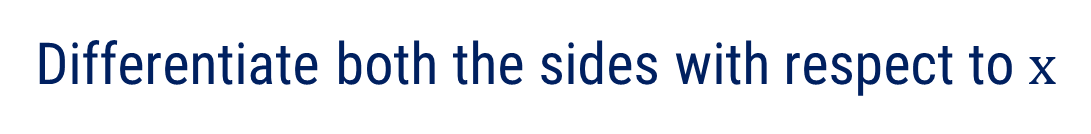 Differentiate both the sides with respect to x